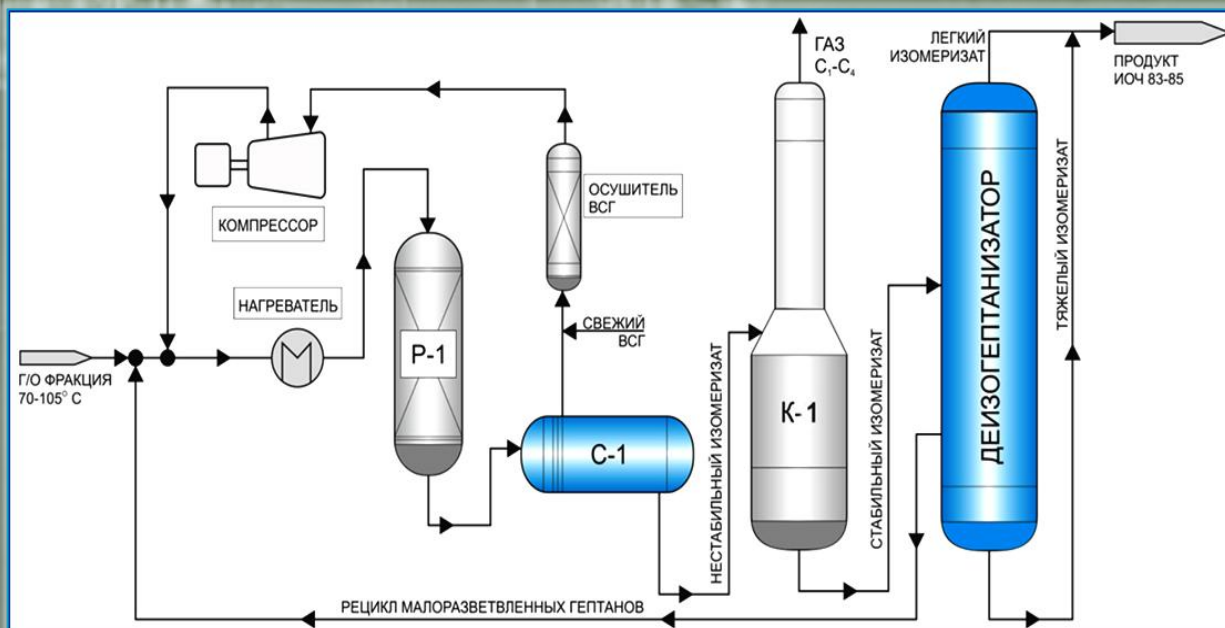 ЛЕГКИЙ
ИЗОМЕРИЗАТ
ГАЗ
C₁-C₄
ПРОДУКТ
ИОЧ 83-85
ОСУШИТЕЛЬ
ВСГ
КОМПРЕССОР
НАГРЕВАТЕЛЬ
СВЕЖИЙ
ВСГ
Р-1
Г/О ФРАКЦИЯ
70-105° С
С-1
НЕСТАБИЛЬНЫЙ ИЗОМЕРИЗАТ
К-1
СТАБИЛЬНЫЙ ИЗОМЕРИЗАТ
ДЕИЗОГЕПТАНИЗАТОР
ТЯЖЕЛЫЙ ИЗОМЕРИЗАТ
РЕЦИКЛ МАЛОРАЗВЕТВЛЕННЫХ ГЕПТАНОВ